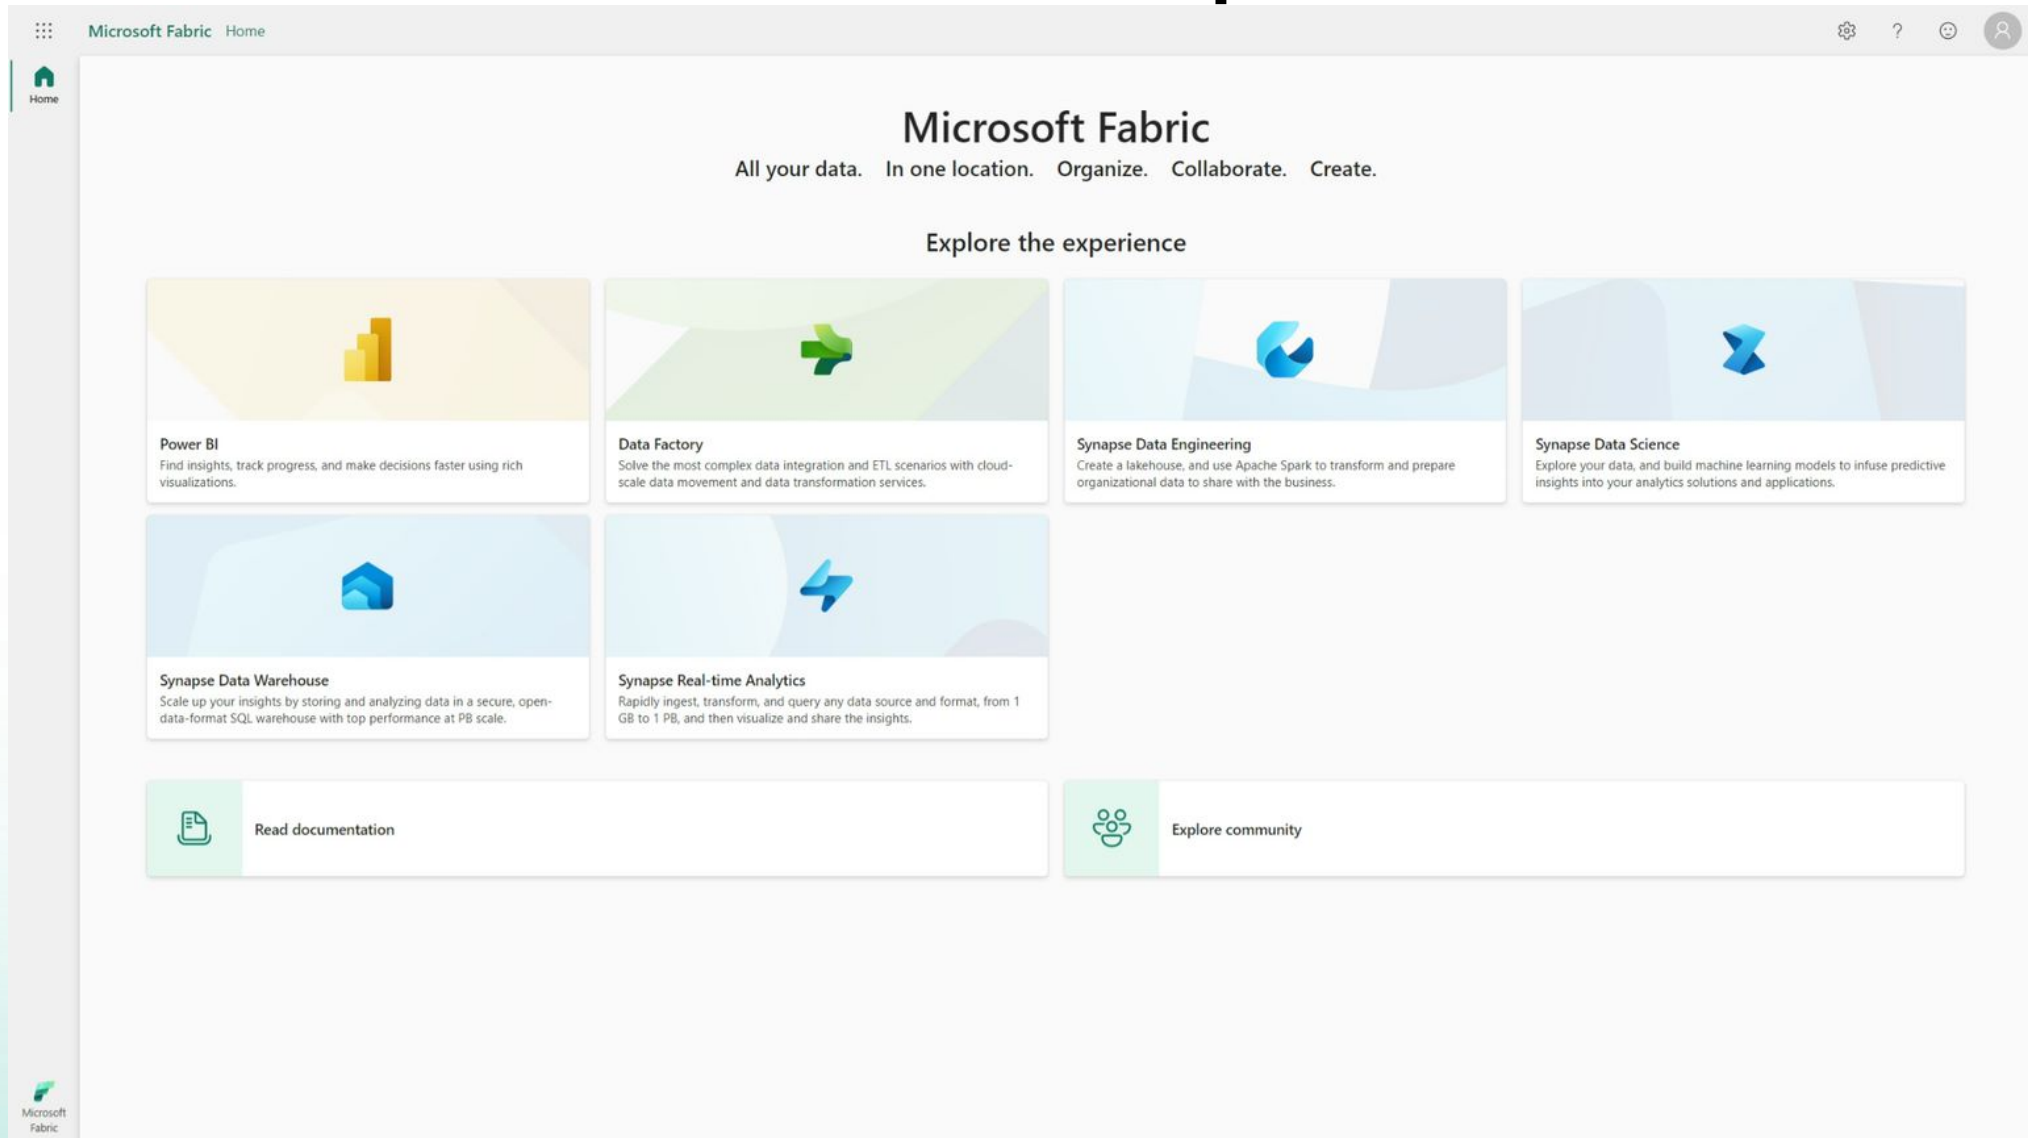 Microsoft Fabric Home
?
Home
Microsoft Fabric
All your data. In one location. Organize. Collaborate. Create.
Explore the experience
Power BI
Find insights, track progress, and make decisions faster using rich
visualizations.
Data Factory
Solve the most complex data integration and ETL scenarios with cloud-
scale data movement and data transformation services.
Synapse Data Engineering
Create a lakehouse, and use Apache Spark to transform and prepare
organizational data to share with the business.
Synapse Data Science
Explore your data, and build machine learning models to infuse predictive
insights into your analytics solutions and applications.
Synapse Data Warehouse
Scale up your insights by storing and analyzing data in a secure, open-
data-format SQL warehouse with top performance at PB scale.
Synapse Real-time Analytics
Rapidly ingest, transform, and query any data source and format, from 1
GB to 1 PB, and then visualize and share the insights.
Read documentation
Explore community
Microsoft
Fabric